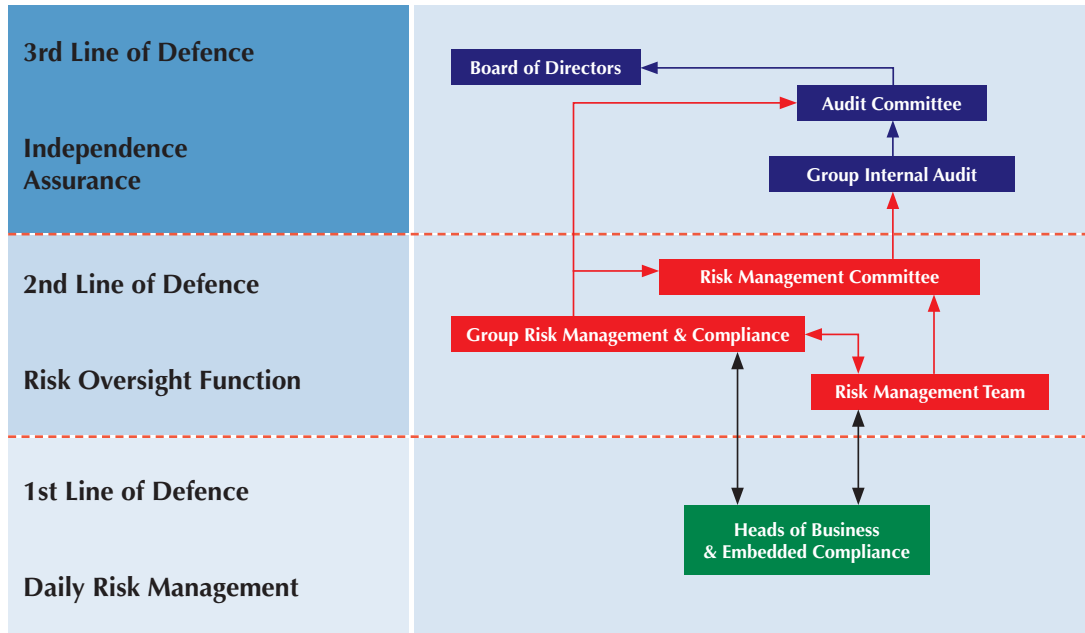 3rd Line of Defence
Independence
Assurance
Board of Directors
Audit Committee
Group Internal Audit
2nd Line of Defence
Risk Oversight Function
Risk Management Committee
Group Risk Management & Compliance
Risk Management Team
1st Line of Defence
Daily Risk Management
Heads of Business
& Embedded Compliance